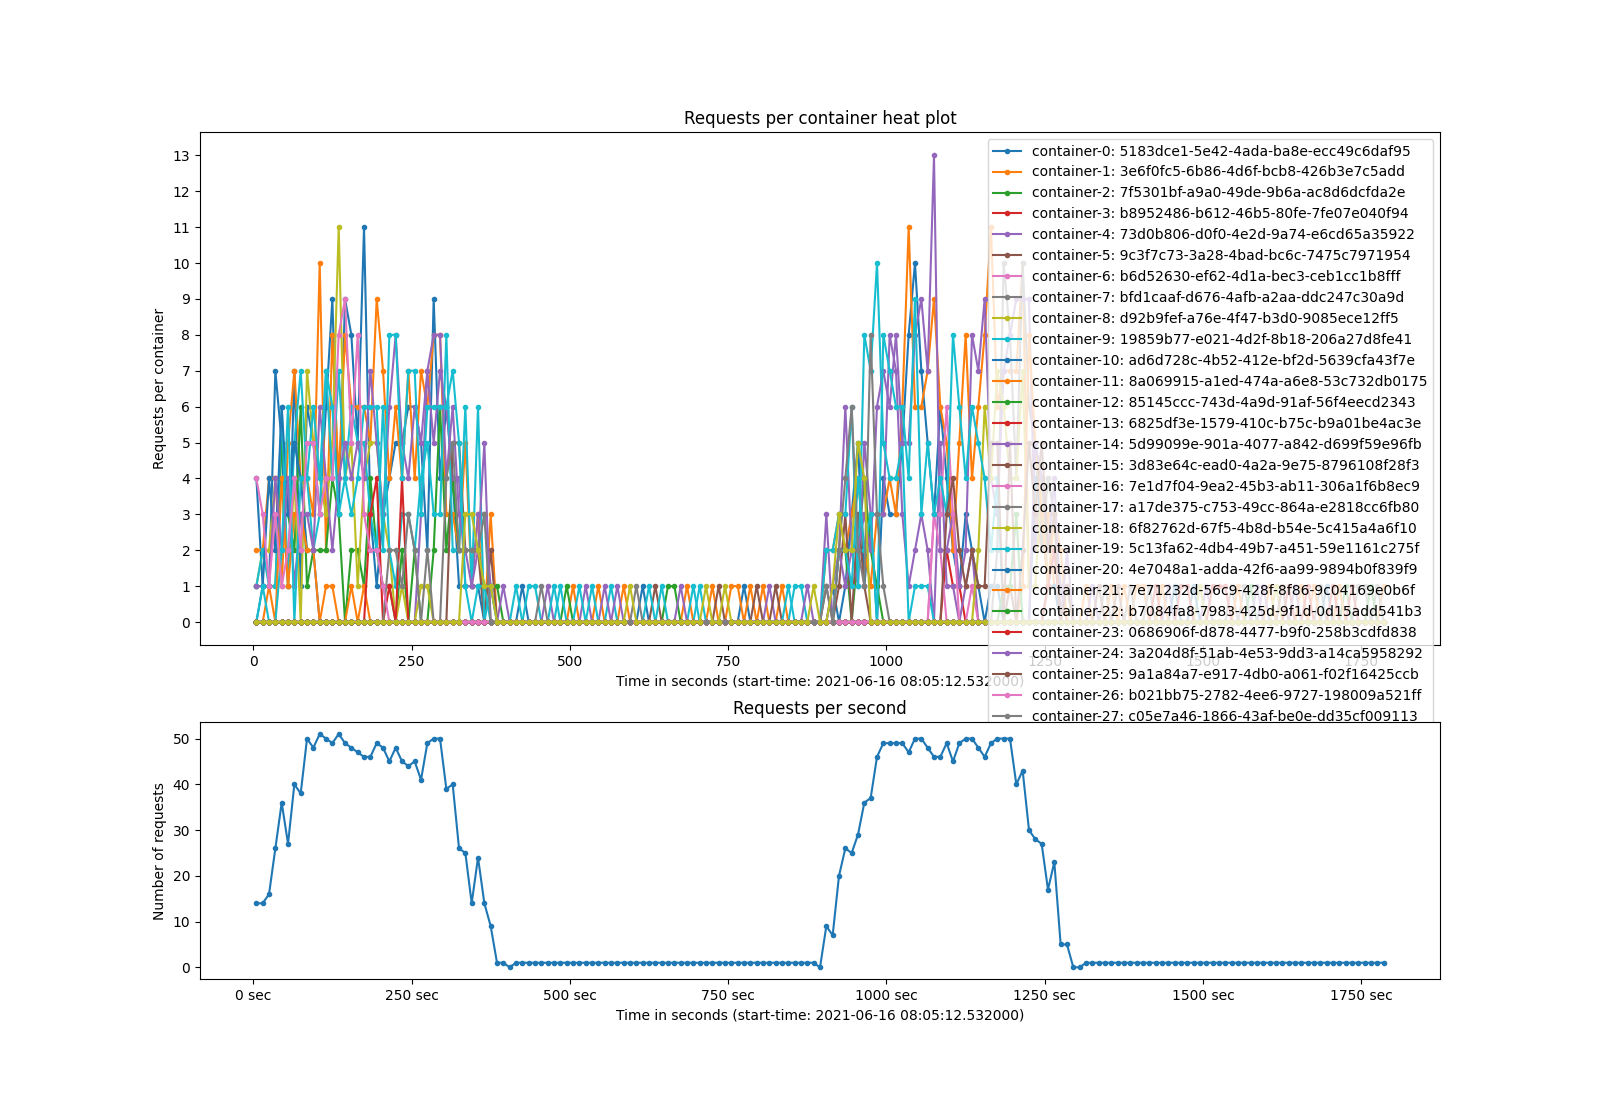 Requests per container heat plot
Requests per container
13
12
11
10
9
8
7
6
5
4
3
2
1
0
container-0: 5183dce1-5e42-4ada-ba8e-ecc49c6daf95
container-1: 3e6f0fc5-6b86-4d6f-bcb8-426b3e7c5add
container-2: 7f5301bf-a9a0-49de-9b6a-ac8d6dcfda2e
container-3: b8952486-b612-46b5-80fe-7fe07e040f94
container-4: 73d0b806-d0f0-4e2d-9a74-e6cd65a35922
container-5: 9c3f7c73-3a28-4bad-bc6c-7475c7971954
container-6: b6d52630-ef62-4d1a-bec3-ceb1cc1b8fff
container-7: bfd1caaf-d676-4afb-a2aa-ddc247c30a9d
container-8: d92b9fef-a76e-4f47-b3d0-9085ece12ff5
container-9: 19859b77-e021-4d2f-8b18-206a27d8fe41
container-10: ad6d728c-4b52-412e-bf2d-5639cfa43f7e
container-11: 8a069915-a1ed-474a-a6e8-53c732db0175
container-12: 85145ccc-743d-4a9d-91af-56f4eecd2343
container-13: 6825df3e-1579-410c-b75c-b9a01be4ac3e
container-14: 5d99099e-901a-4077-a842-d699f59e96fb
container-15: 3d83e64c-ead0-4a2a-9e75-8796108f28f3
container-16: 7e1d7f04-9ea2-45b3-ab11-306a1f6b8ec9
container-17: a17de375-c753-49cc-864a-e2818cc6fb80
container-18: 6f82762d-67f5-4b8d-b54e-5c415a4a6f10
container-19: 5c13fa62-4db4-49b7-a451-59e1161c275f
container-20: 4e7048a1-adda-42f6-aa99-9894b0f839f9
container-21: 7e71232d-56c9-428f-8f86-9c04169e0b6f
container-22: b7084fa8-7983-425d-9f1d-0d15add541b3
container-23: 0686906f-d878-4477-b9f0-258b3cdfd838
container-24: 3a204d8f-51ab-4e53-9dd3-a14ca5958292
container-25: 9a1a84a7-e917-4db0-a061-f02f16425ccb
container-26: b021bb75-2782-4ee6-9727-198009a521ff
container-27: c05e7a46-1866-43af-be0e-dd35cf009113
0 250 500 750 1000 1250 1500 1750
Time in seconds (start-time: 2021-06-16 08:05:12.532000)
Requests per second
Number of requests
50
40
30
20
10
0
0 sec 250 sec 500 sec 750 sec 1000 sec 1250 sec 1500 sec 1750 sec
Time in seconds (start-time: 2021-06-16 08:05:12.532000)